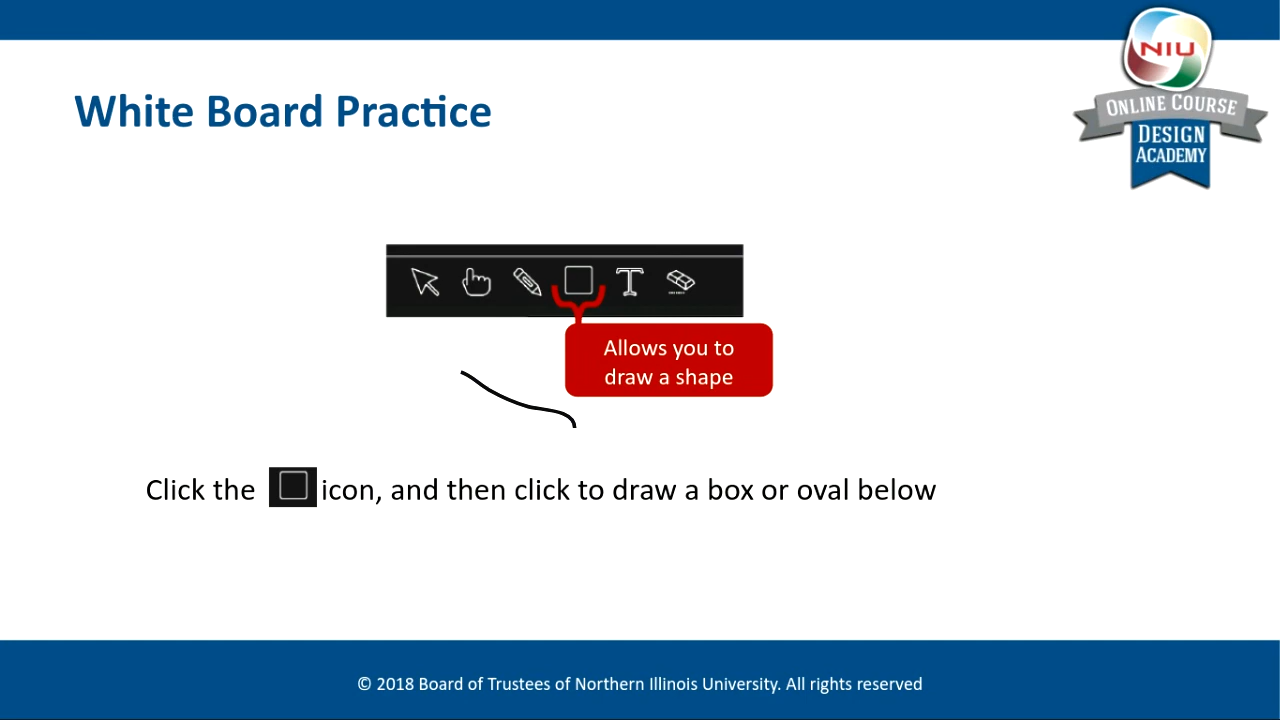 NIU
ONLINE COURSE
DESIGN
ACADEMY
White Board Practice
T
Allows you to
draw a shape
Click the icon, and then click to draw a box or oval below
© 2018 Board of Trustees of Northern Illinois University. All rights reserved